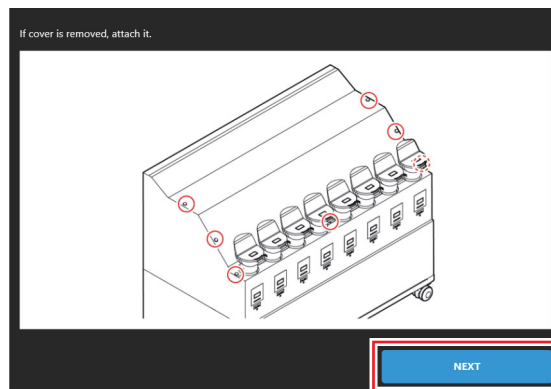 If cover is removed, attach it.
NEXT